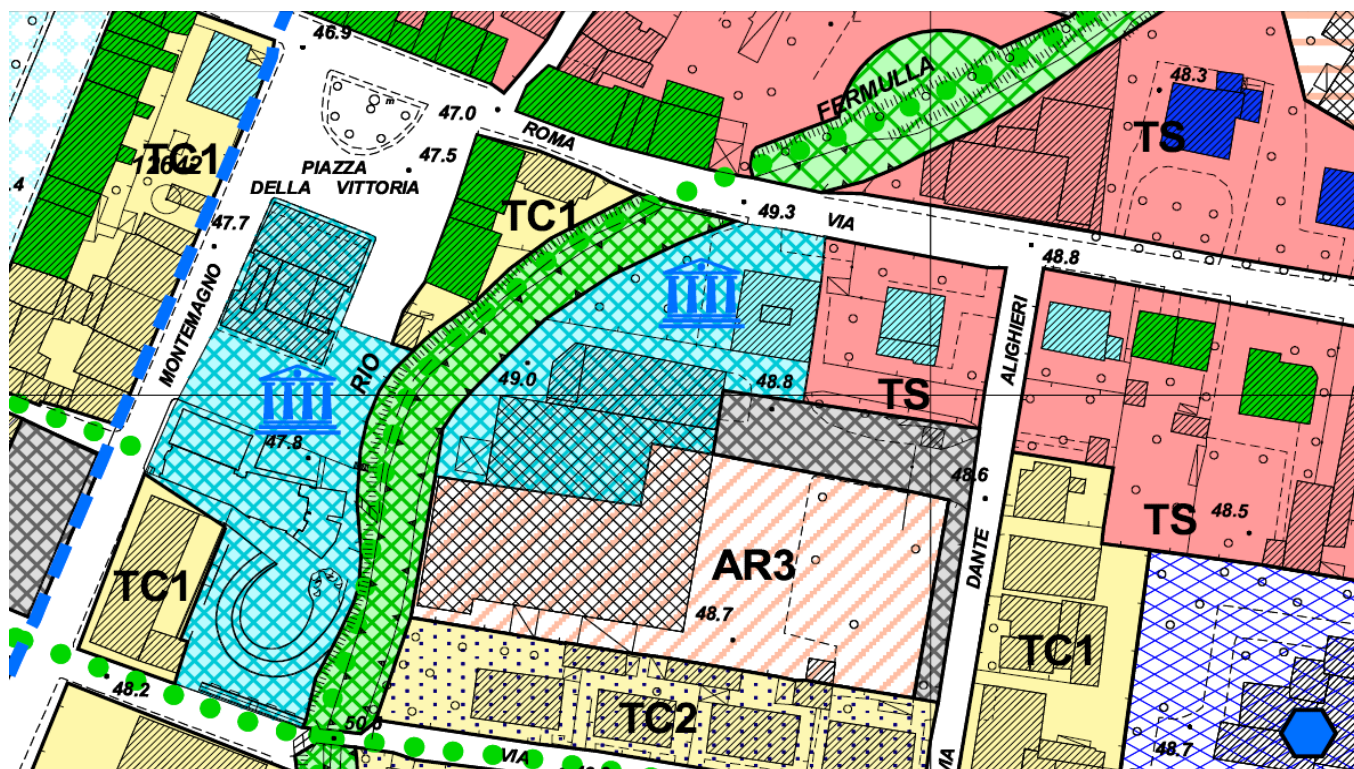 46.9
47.0
ROMA
FERMULLA
48.3
TS
TC1
47.5
PIAZZA
DELLA VITTORIA
TC1
49.3
VIA
47.7
48.8
MONTEMAGNO
RIO
ALIGHIERI
49.0
48.8
TS
47.8
48.6
TS
48.5
AR3
DANTE
TC1
48.7
TC1
48.2
TC2
48.7
VIA